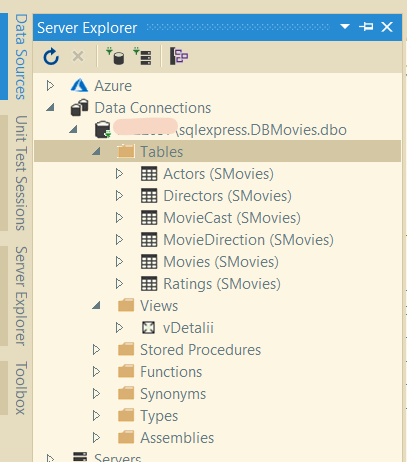 Server Explorer
Azure
Data Connections
\sqlexpress.DBMovies.dbo
Tables
Actors (SMovies)
Directors (SMovies)
MovieCast (SMovies)
MovieDirection (SMovies)
Movies (SMovies)
Ratings (SMovies)
Views
vDetalii
Stored Procedures
Functions
Synonyms
Types
Assemblies
Servers
Data Sources
Unit Test Sessions
Server Explorer
Toolbox